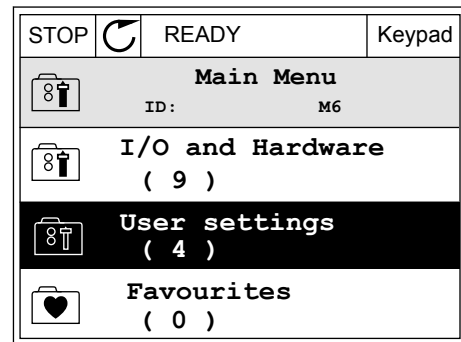 STOP READY Keypad
Main Menu
ID: M6
I/O and Hardware
( 9 )
User settings
( 4 )
Favourites
( 0 )